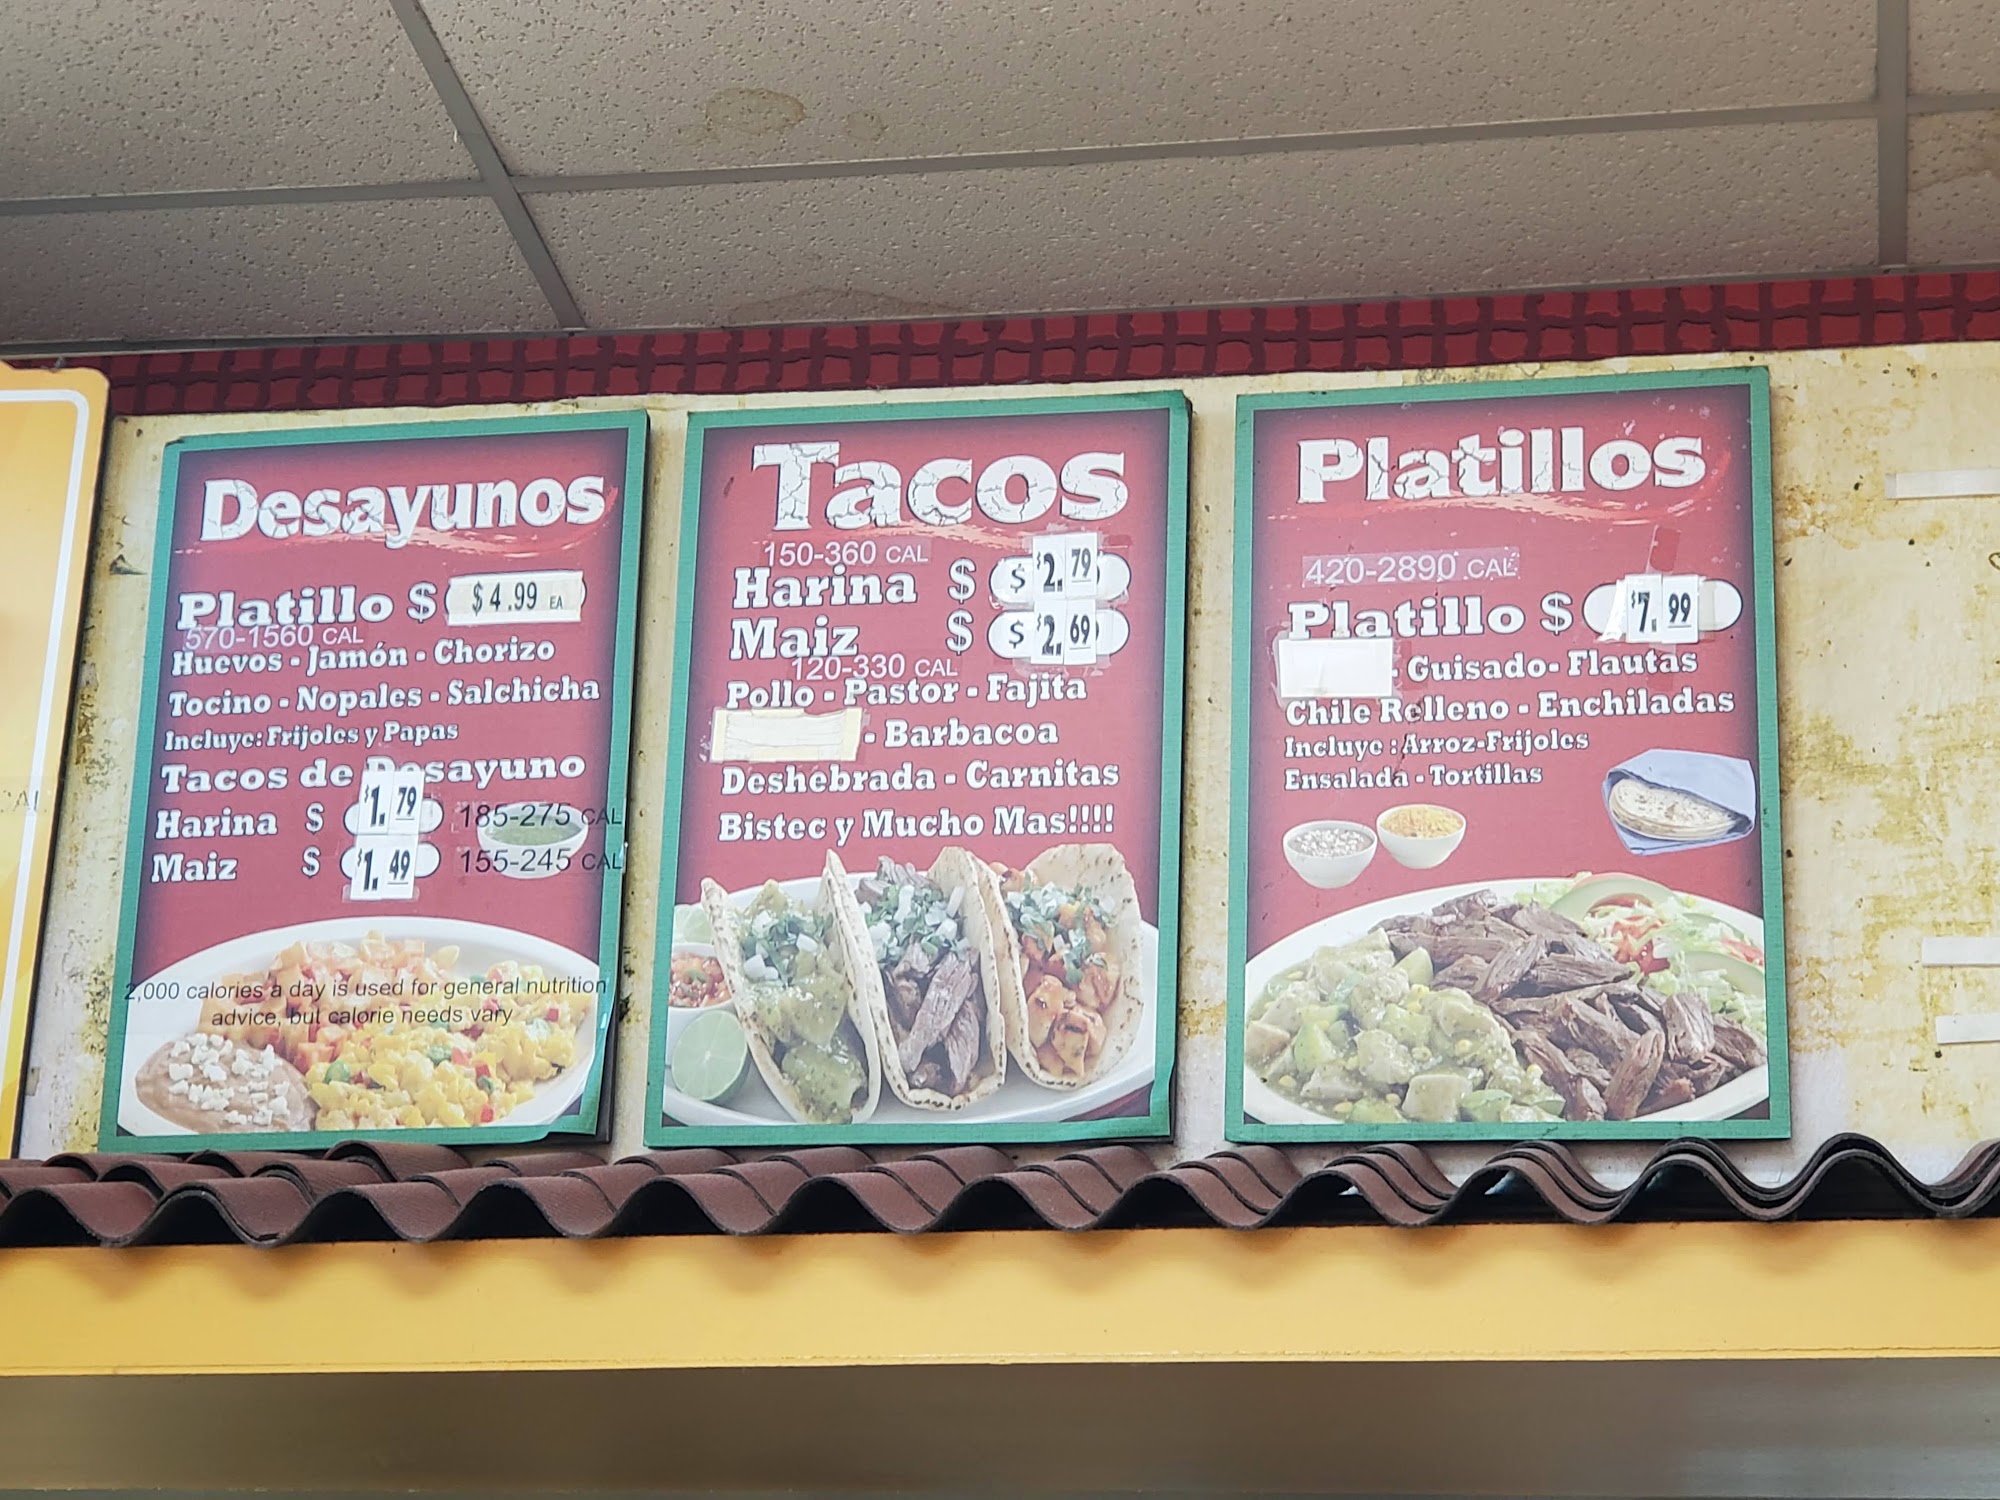 Desayunos
Platillo $ $4.99 EA
570-1560 CAL
Huevos - Jamón - Chorizo
Tocino - Nopales - Salchicha
Incluye: Frijoles y Papas
Tacos de Desayuno
Harina $ $1.79 185-275 CAL
Maiz $ $1.49 155-245 CAL
2,000 calories a day is used for general nutrition
advice, but calorie needs vary
Tacos
150-360 CAL
Harina $ $ $2.79
Maiz $ $ $2.69
120-330 CAL
Pollo - Pastor - Fajita
- Barbacoa
Deshebrada - Carnitas
Bistec y Mucho Mas!!!!
Platillos
420-2890 CAL
Platillo $ $7.99
- Guisado - Flautas
Chile Relleno - Enchiladas
Incluye : Arroz-Frijoles
Ensalada - Tortillas